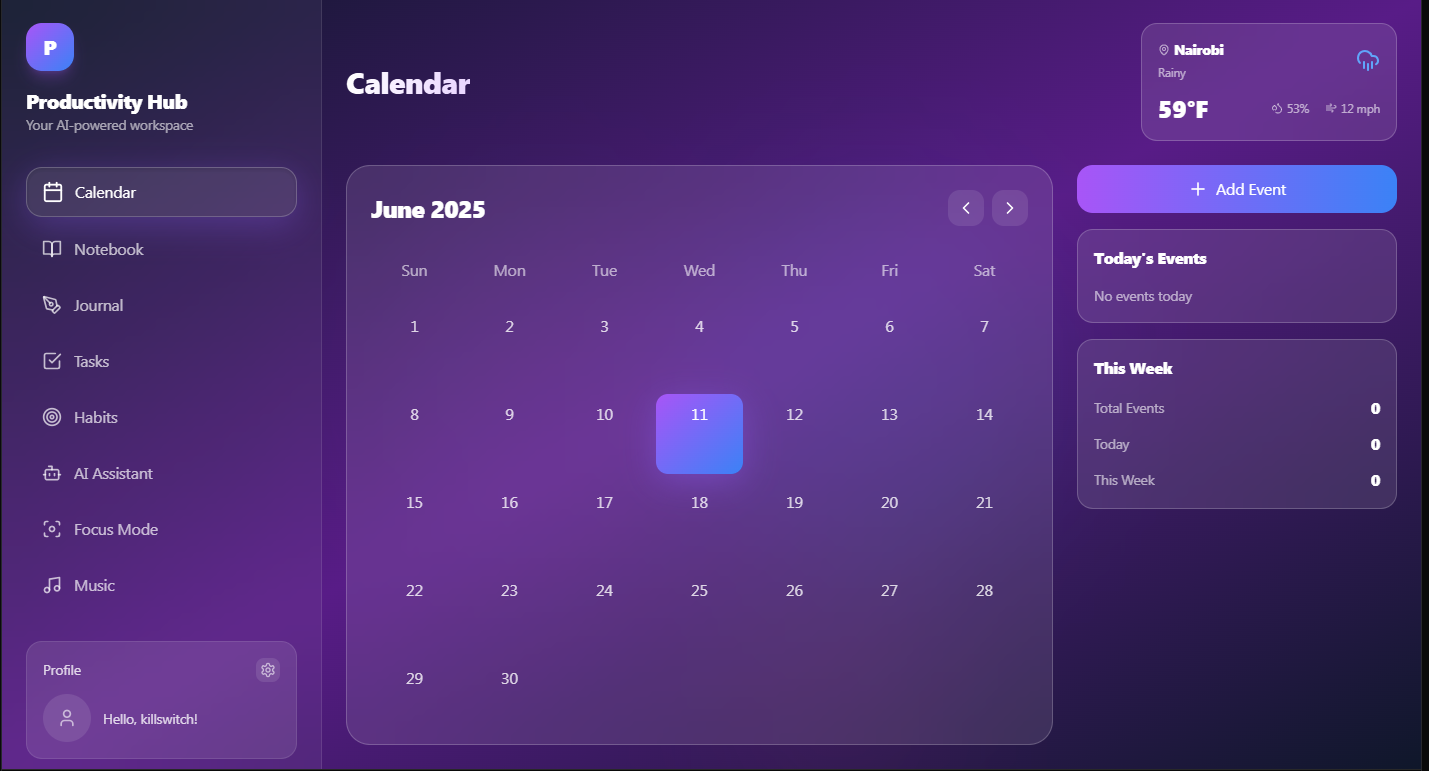 P
Productivity Hub
Your AI-powered workspace
Calendar
Notebook
Journal
Tasks
Habits
AI Assistant
Focus Mode
Music
Profile
Hello, killswitch!
Calendar
Nairobi
Rainy
59°F 53% 12 mph
June 2025
Sun Mon Tue Wed Thu Fri Sat
1 2 3 4 5 6 7
8 9 10 11 12 13 14
15 16 17 18 19 20 21
22 23 24 25 26 27 28
29 30
Add Event
Today's Events
No events today
This Week
Total Events 0
Today 0
This Week 0